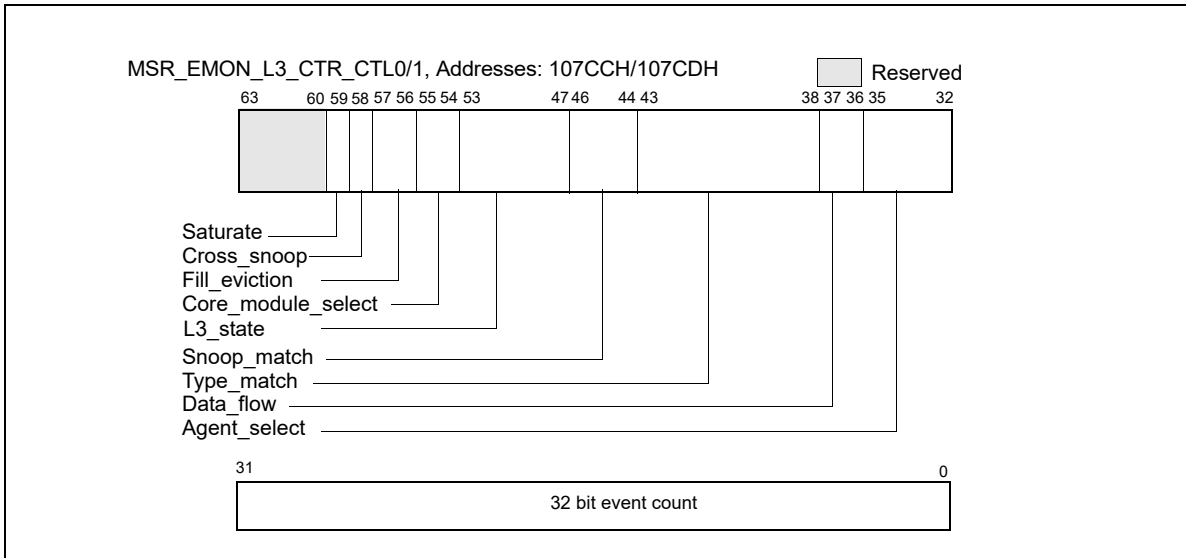 MSR_EMON_L3_CTR_CTL0/1, Addresses: 107CCH/107CDH Reserved
63 60 59 58 57 56 55 54 53 47 46 44 43 38 37 36 35 32
Saturate
Cross_snoop
Fill_eviction
Core_module_select
L3_state
Snoop_match
Type_match
Data_flow
Agent_select
31 0
32 bit event count